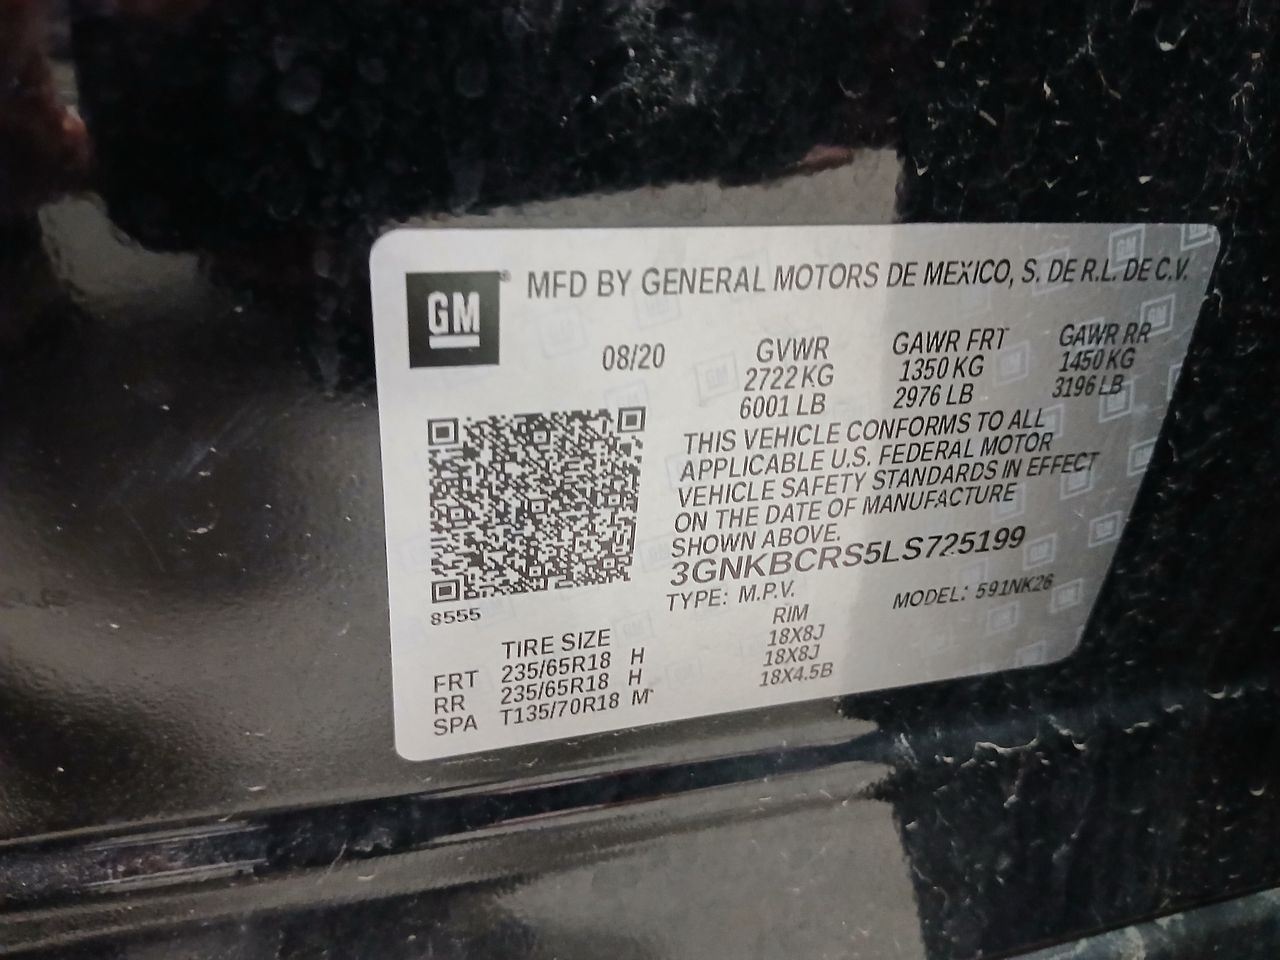 GM
MFD BY GENERAL MOTORS DE MEXICO, S. DE R.L. DE C.V.
08/20
GVWR GAWR FRT GAWR RR
2722 KG 1350 KG 1450 KG
6001 LB 2976 LB 3196 LB
THIS VEHICLE CONFORMS TO ALL
APPLICABLE U.S. FEDERAL MOTOR
VEHICLE SAFETY STANDARDS IN EFFECT
ON THE DATE OF MANUFACTURE
SHOWN ABOVE.
3GNKBCRS5LS725199
TYPE: M.P.V. MODEL: 591NK26
8555
TIRE SIZE RIM
FRT 235/65R18 H 18X8J
RR 235/65R18 H 18X8J
SPA T135/70R18 M 18X4.5B